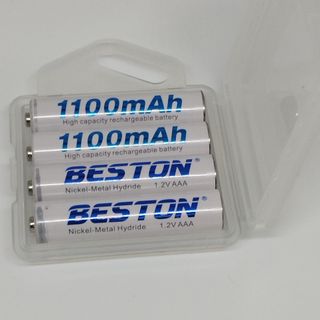 1100mAh
High capacity rechargeable battery
1100mAh
High capacity rechargeable battery
BESTON®
Nickel-Metal Hydride 1.2V AAA
BESTON®
Nickel-Metal Hydride 1.2V AAA